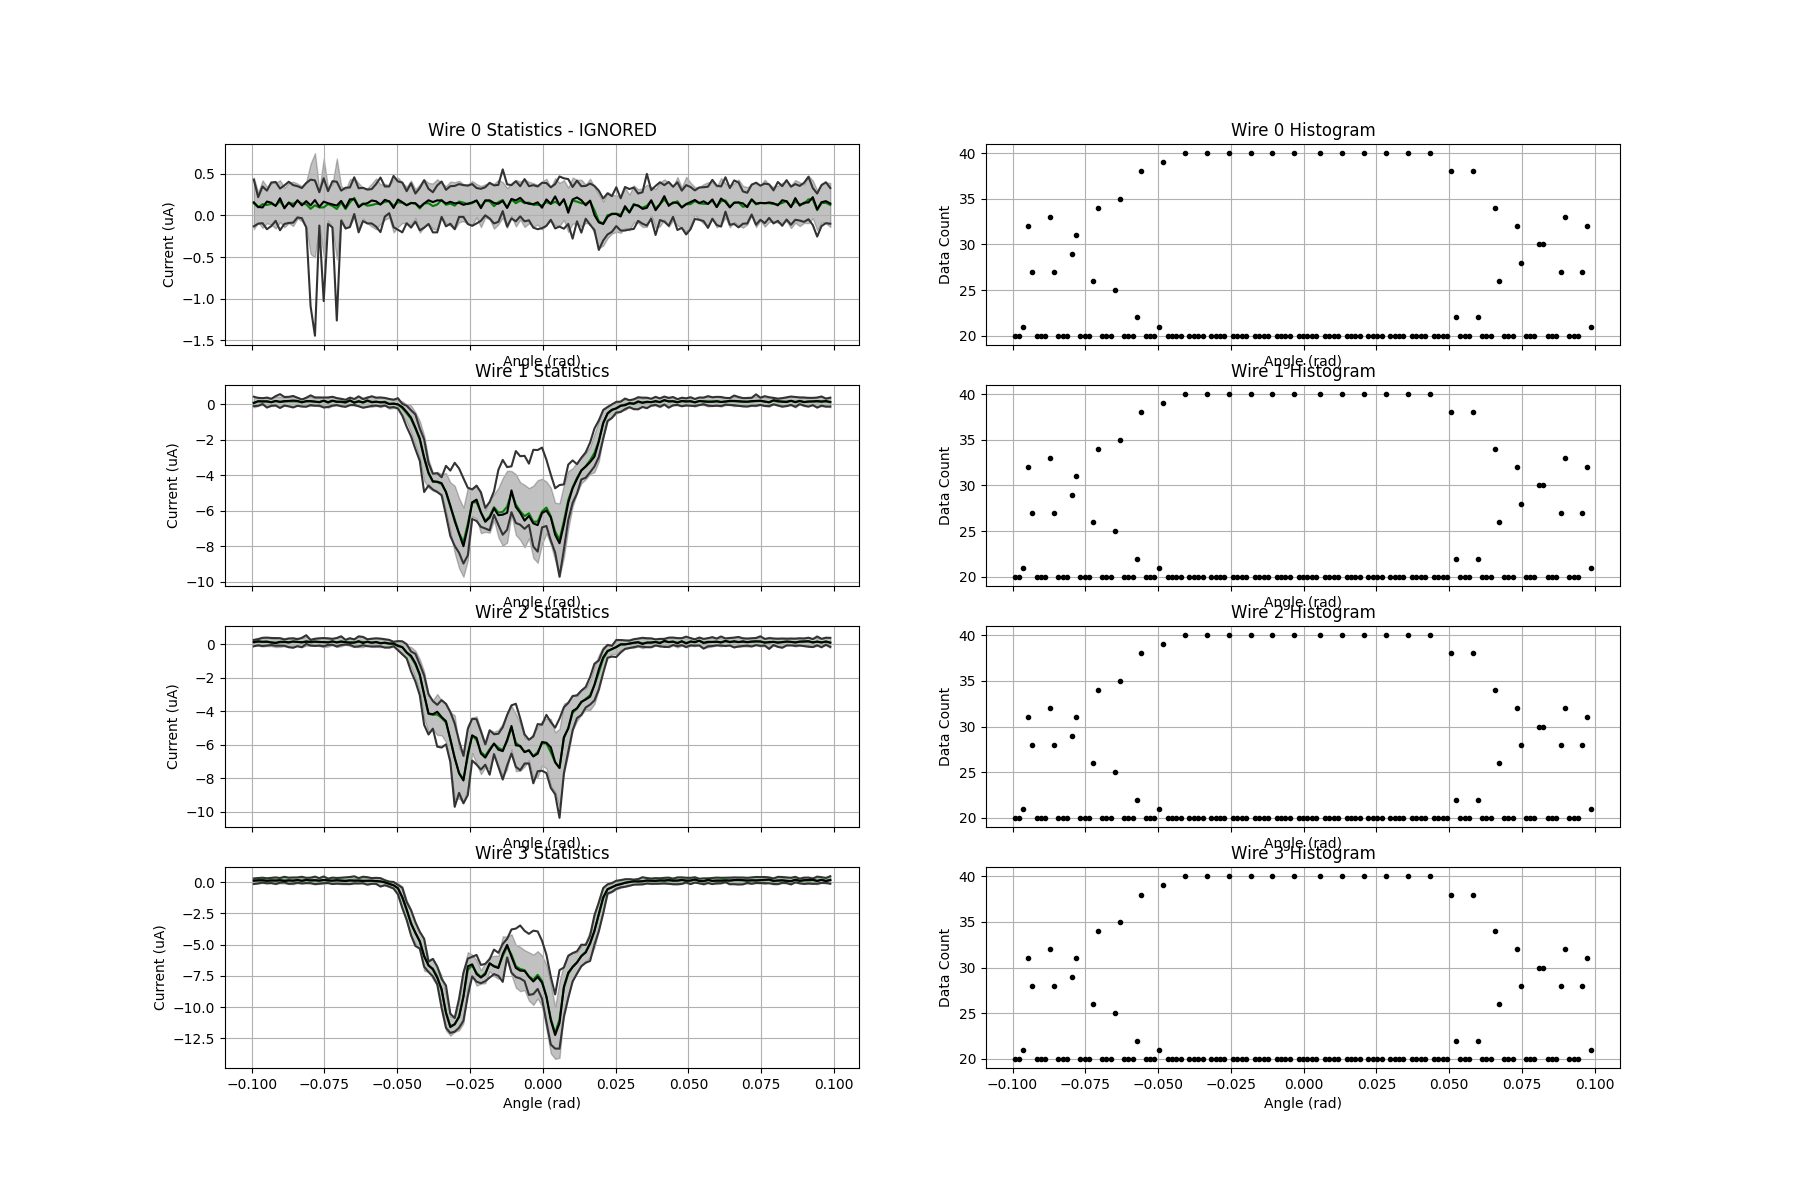 Wire 0 Statistics - IGNORED
Current (uA)
0.5
0.0
−0.5
−1.0
−1.5
Angle (rad)
Wire 0 Histogram
Data Count
40
35
30
25
20
Angle (rad)
Wire 1 Statistics
Current (uA)
0
−2
−4
−6
−8
−10
Angle (rad)
Wire 1 Histogram
Data Count
40
35
30
25
20
Angle (rad)
Wire 2 Statistics
Current (uA)
0
−2
−4
−6
−8
−10
Angle (rad)
Wire 2 Histogram
Data Count
40
35
30
25
20
Angle (rad)
Wire 3 Statistics
Current (uA)
0.0
−2.5
−5.0
−7.5
−10.0
−12.5
−0.100 −0.075 −0.050 −0.025 0.000 0.025 0.050 0.075 0.100
Angle (rad)
Wire 3 Histogram
Data Count
40
35
30
25
20
−0.100 −0.075 −0.050 −0.025 0.000 0.025 0.050 0.075 0.100
Angle (rad)